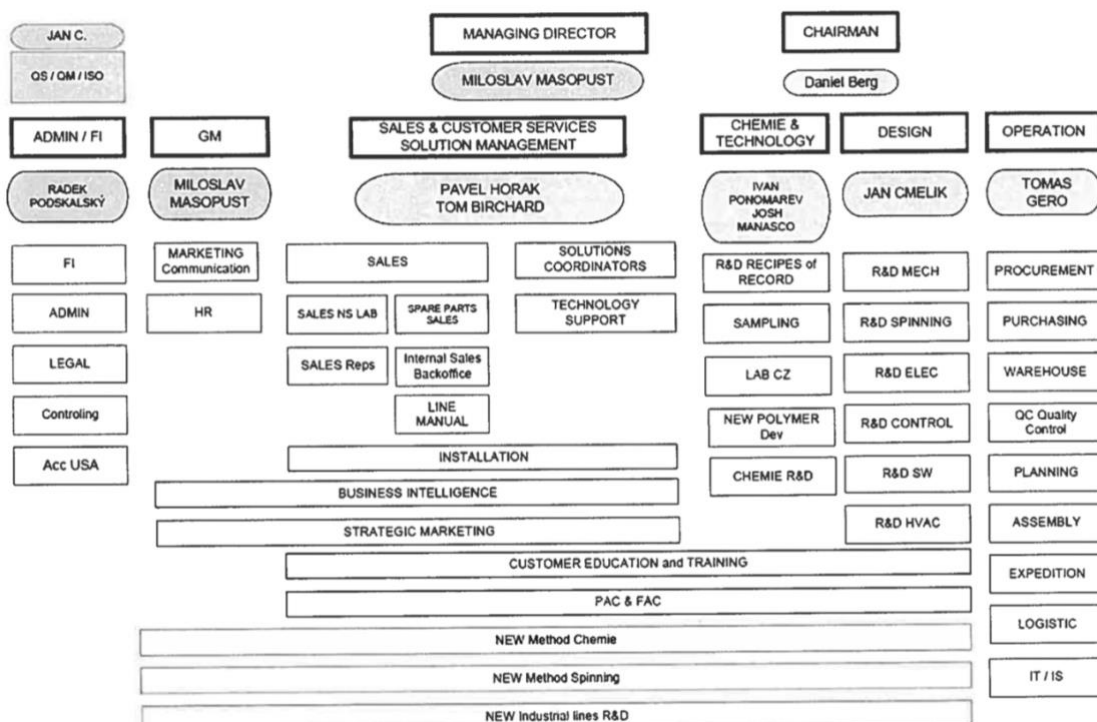 JAN C.
QS / QM / ISO
MANAGING DIRECTOR
MILOSLAV MASOPUST
CHAIRMAN
Daniel Berg
ADMIN / FI
RADEK
PODSKALSKÝ
FI
ADMIN
LEGAL
Controling
Acc USA
GM
MILOSLAV
MASOPUST
MARKETING
Communication
HR
SALES & CUSTOMER SERVICES
SOLUTION MANAGEMENT
PAVEL HORAK
TOM BIRCHARD
SALES
SALES NS LAB
SPARE PARTS
SALES
SALES Reps
Internal Sales
Backoffice
LINE
MANUAL
SOLUTIONS
COORDINATORS
TECHNOLOGY
SUPPORT
INSTALLATION
BUSINESS INTELLIGENCE
STRATEGIC MARKETING
CUSTOMER EDUCATION and TRAINING
PAC & FAC
NEW Method Chemie
NEW Method Spinning
NEW Industrial lines R&D
CHEMIE &
TECHNOLOGY
IVAN
PONOMAREV
JOSH
MANASCO
R&D RECIPES of
RECORD
SAMPLING
LAB CZ
NEW POLYMER
Dev
CHEMIE R&D
DESIGN
JAN CMELIK
R&D MECH
R&D SPINNING
R&D ELEC
R&D CONTROL
R&D SW
R&D HVAC
OPERATION
TOMAS
GERO
PROCUREMENT
PURCHASING
WAREHOUSE
QC Quality
Control
PLANNING
ASSEMBLY
EXPEDITION
LOGISTIC
IT / IS